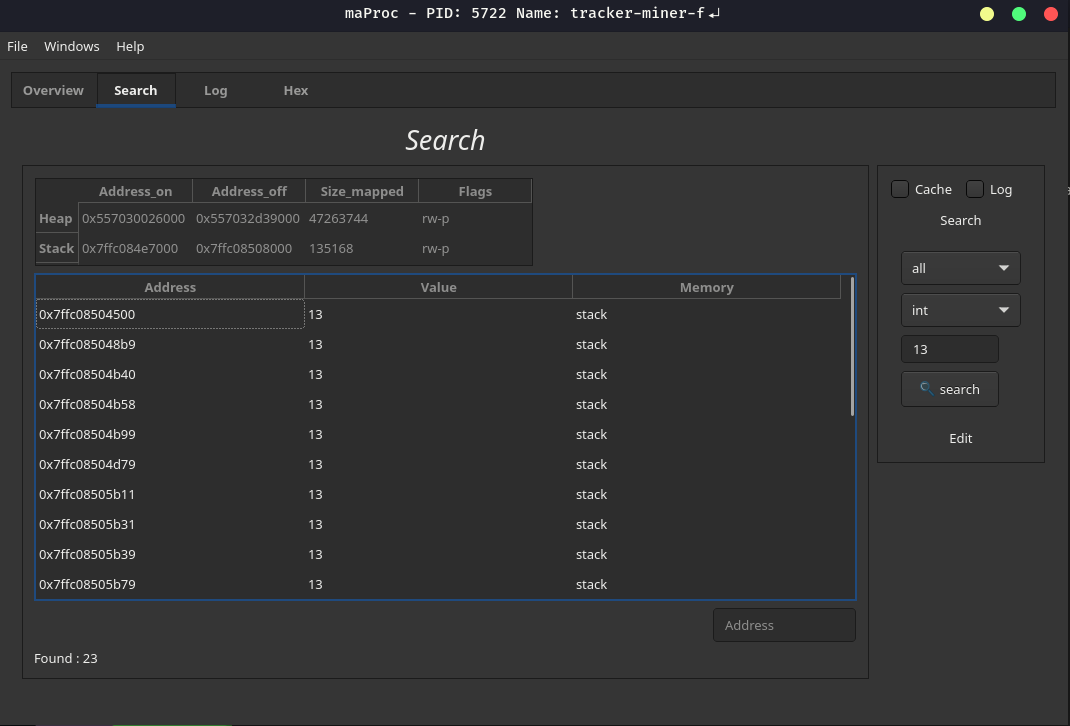 maProc - PID: 5722 Name: tracker-miner-f↲
File Windows Help
Overview Search Log Hex
Search
Address_on Address_off Size_mapped Flags
Heap 0x557030026000 0x557032d39000 47263744 rw-p
Stack 0x7ffc084e7000 0x7ffc08508000 135168 rw-p
Address Value Memory
0x7ffc08504500 13 stack
0x7ffc085048b9 13 stack
0x7ffc08504b40 13 stack
0x7ffc08504b58 13 stack
0x7ffc08504b99 13 stack
0x7ffc08504d79 13 stack
0x7ffc08505b11 13 stack
0x7ffc08505b31 13 stack
0x7ffc08505b39 13 stack
0x7ffc08505b79 13 stack
Address
Found : 23
Cache Log
Search
all
int
13
search
Edit